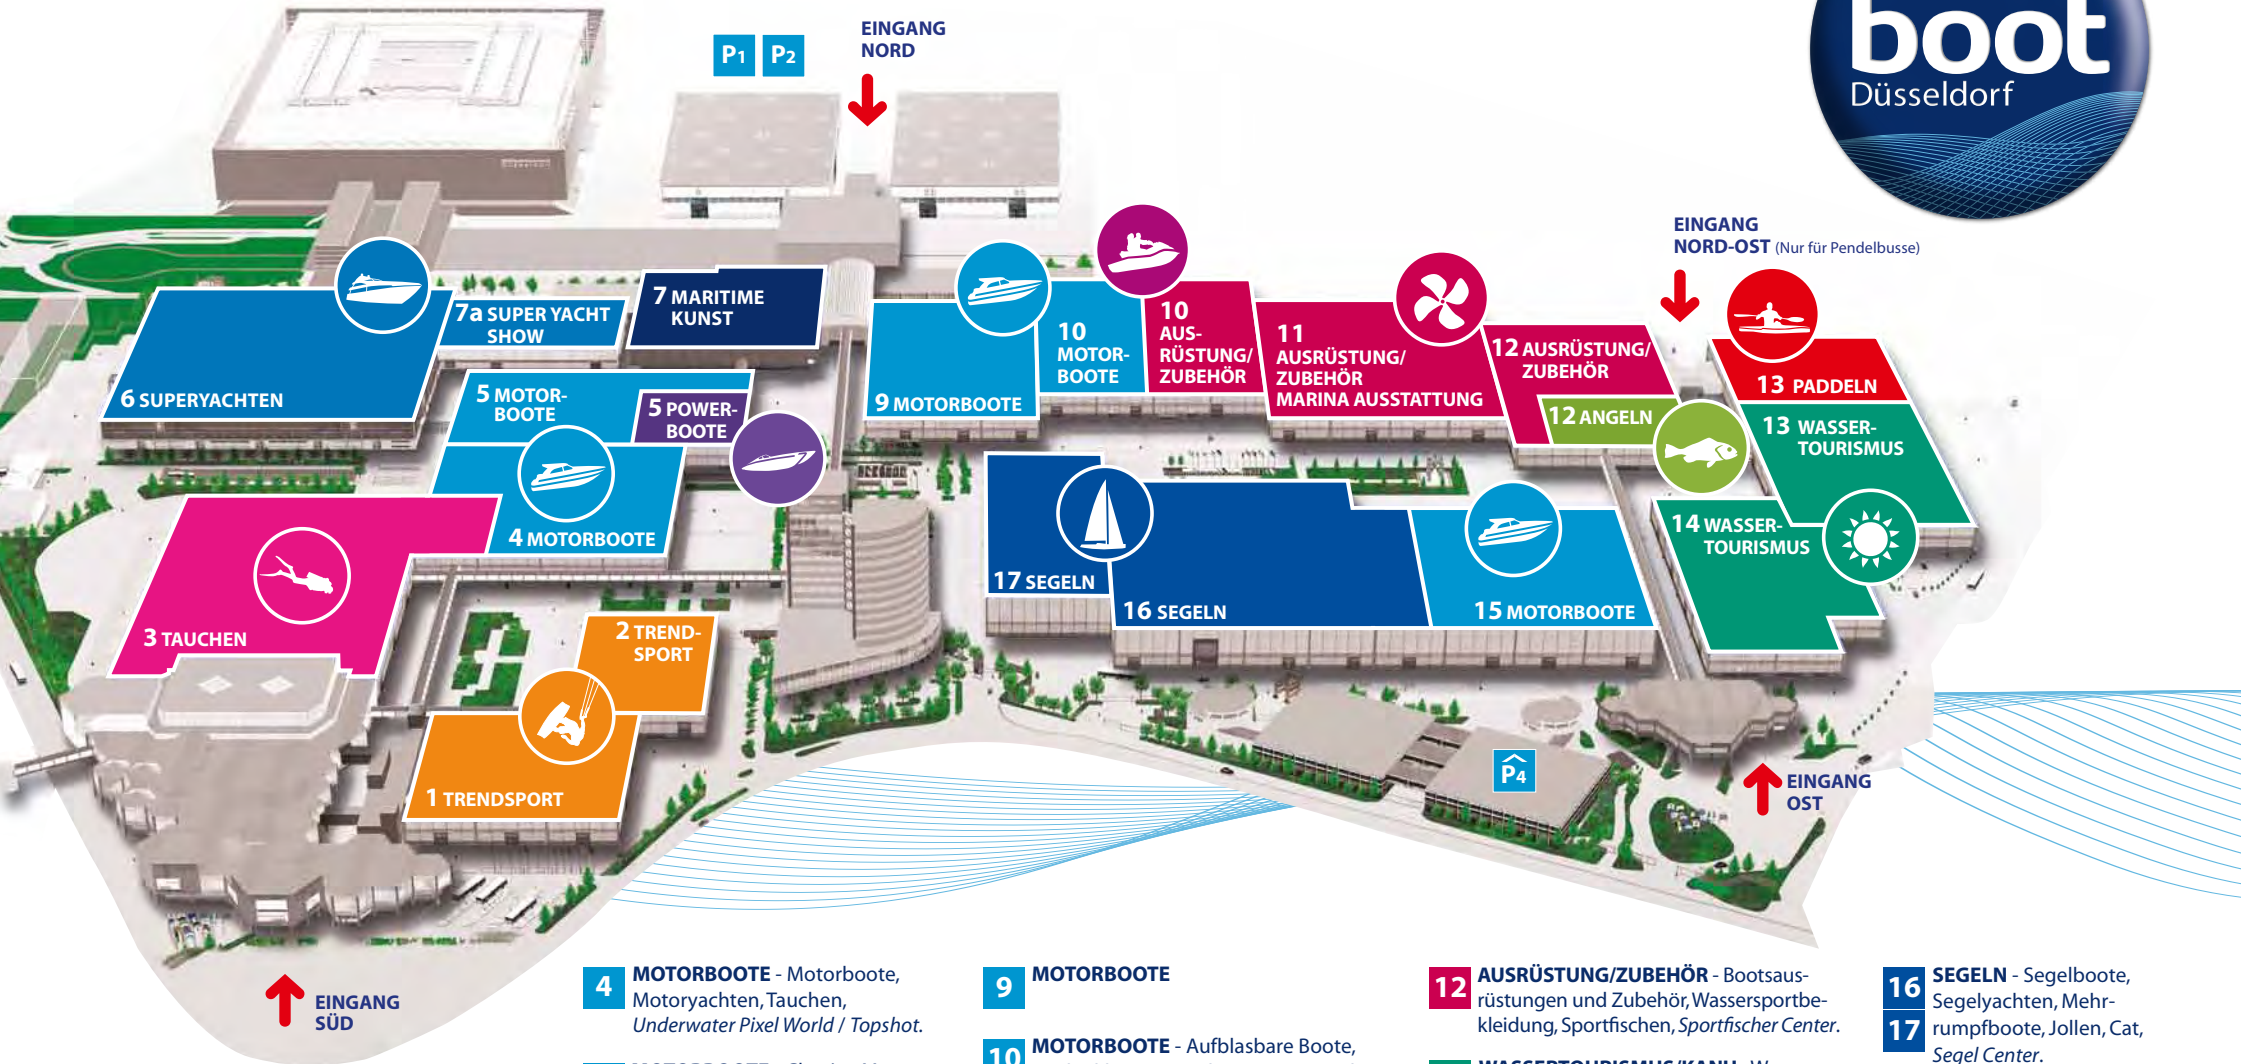 boot
Düsseldorf
P1 P2
EINGANG
NORD
EINGANG
NORD-OST (Nur für Pendelbusse)
6 SUPERYACHTEN
7a SUPER YACHT
SHOW
7 MARITIME
KUNST
5 MOTOR-
BOOTE
5 POWER-
BOOTE
4 MOTORBOOTE
3 TAUCHEN
2 TREND-
SPORT
1 TRENDSPORT
9 MOTORBOOTE
10
MOTOR-
BOOTE
10
AUS-
RÜSTUNG/
ZUBEHÖR
11
AUSRÜSTUNG/
ZUBEHÖR
MARINA AUSSTATTUNG
12 AUSRÜSTUNG/
ZUBEHÖR
12 ANGELN
13 PADDELN
13 WASSER-
TOURISMUS
14 WASSER-
TOURISMUS
17 SEGELN
16 SEGELN
15 MOTORBOOTE
P4
EINGANG
OST
EINGANG
SÜD
4 MOTORBOOTE - Motorboote,
Motoryachten, Tauchen,
Underwater Pixel World / Topshot.
9 MOTORBOOTE
10 MOTORBOOTE - Aufblasbare Boote,
12 AUSRÜSTUNG/ZUBEHÖR - Bootsaus-
rüstungen und Zubehör, Wassersportbe-
kleidung, Sportfischen, Sportfischer Center.
WASSERTOURISMUS/KANU
16 SEGELN - Segelboote,
Segelyachten, Mehr-
17 rumpfboote, Jollen, Cat,
Segel Center.